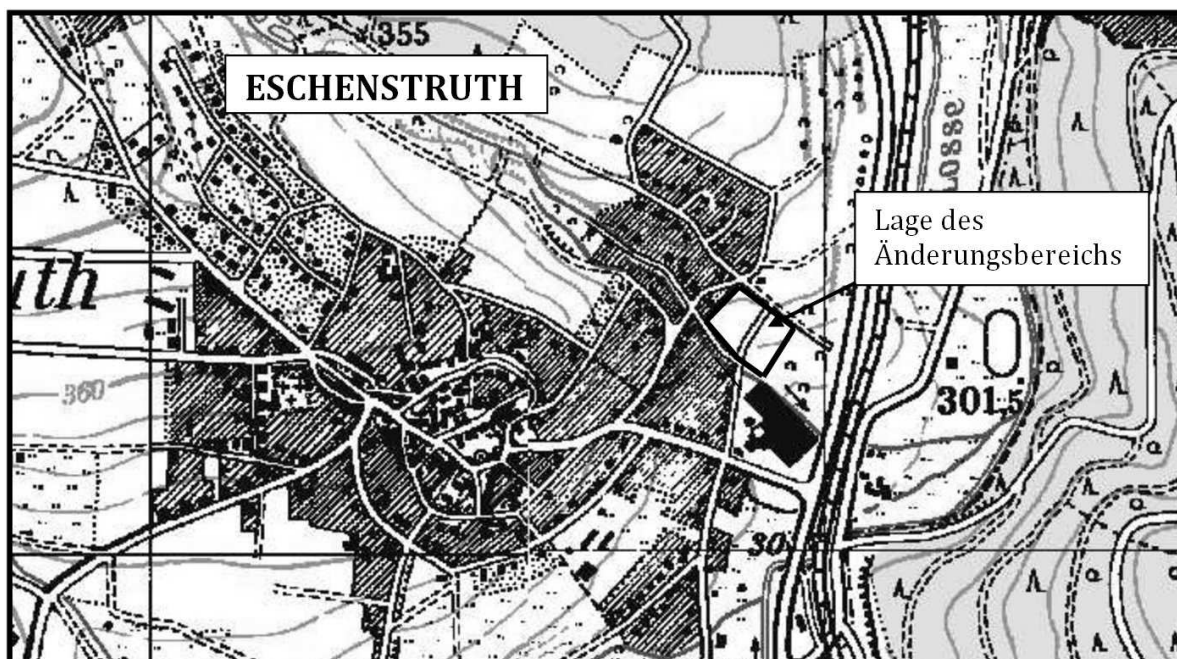 355
ESCHENSTRUTH
Losse
Lage des
Änderungsbereichs
uth
360
301,5
30